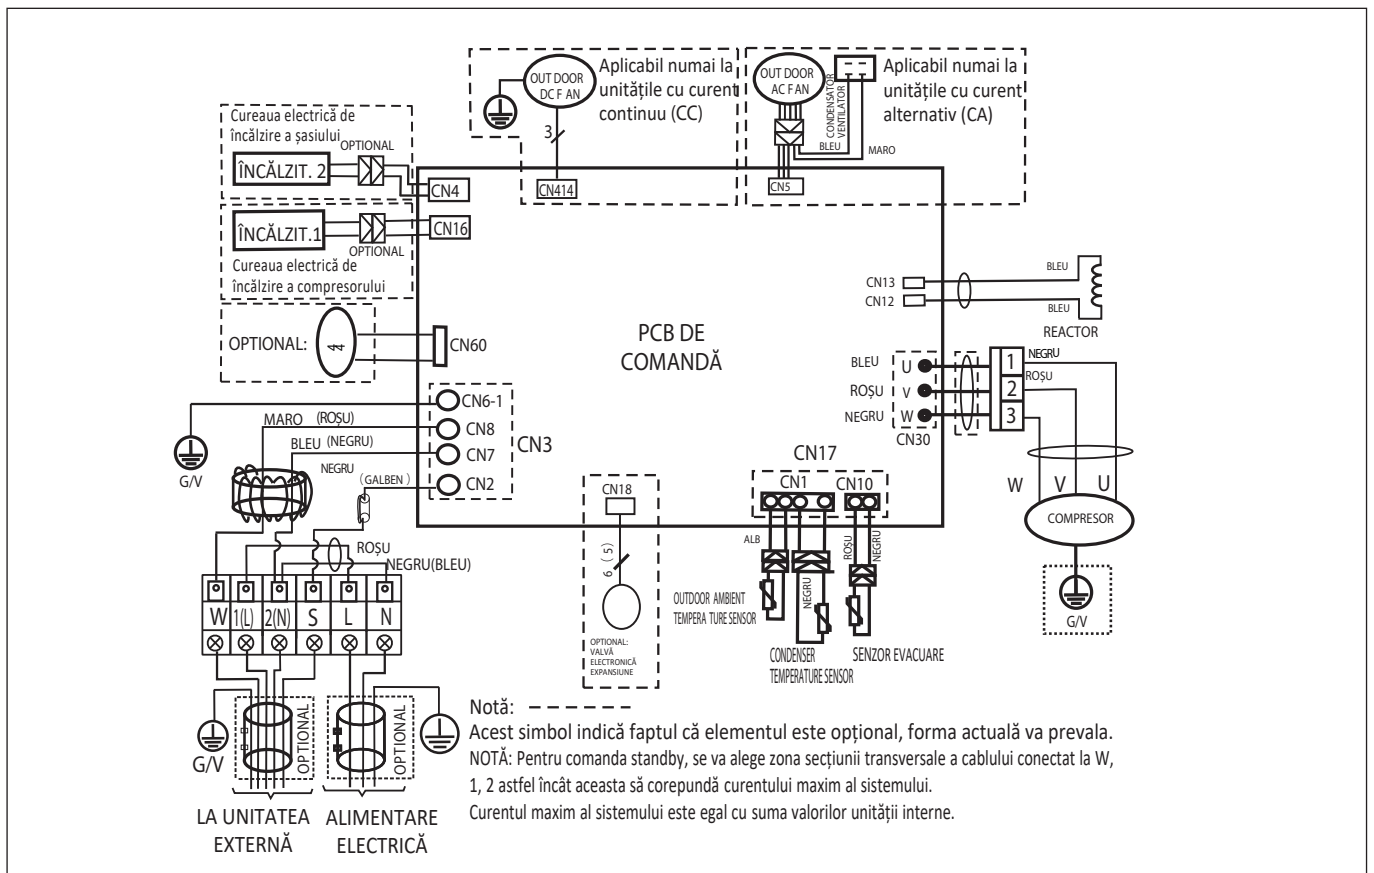 OUT DOOR
DC F AN
Aplicabil numai la
unitățile cu curent
continuu (CC)
3
CN414
OUT DOOR
AC F AN
CONDENSATOR
VENTILATOR
BLEU
MARO
CN5
Aplicabil numai la
unitățile cu curent
alternativ (CA)
Cureaua electrică de
încălzire a șasiului
OPTIONAL
ÎNCĂLZIT. 2
CN4
ÎNCĂLZIT.1
OPTIONAL
CN16
Cureaua electrică de
încălzire a compresorului
OPTIONAL:
CN60
PCB DE
COMANDĂ
CN13
CN12
BLEU
BLEU
REACTOR
BLEU U
ROȘU V
NEGRU W
CN30
1
2
3
NEGRU
ROȘU
W V U
COMPRESOR
G/V
CN6-1
CN8
CN7
CN2
CN3
MARO (ROȘU)
BLEU (NEGRU)
NEGRU
(GALBEN)
G/V
ROȘU
NEGRU(BLEU)
W 1(L) 2(N) S L N
G/V
OPTIONAL
OPTIONAL
LA UNITATEA
EXTERNĂ
ALIMENTARE
ELECTRICĂ
CN18
6 ( 5)
OPTIONAL:
VALVĂ
ELECTRONICĂ
EXPANSIUNE
CN17
CN1 CN10
ALB
NEGRU
ROȘU
NEGRU
OUTDOOR AMBIENT
TEMPERA TURE SENSOR
CONDENSER
TEMPERATURE SENSOR
SENZOR EVACUARE
Notă:
Acest simbol indică faptul că elementul este opțional, forma actuală va prevala.
NOTĂ: Pentru comanda standby, se va alege zona secțiunii transversale a cablului conectat la W,
1, 2 astfel încât aceasta să corepundă curentului maxim al sistemului.
Curentul maxim al sistemului este egal cu suma valorilor unității interne.